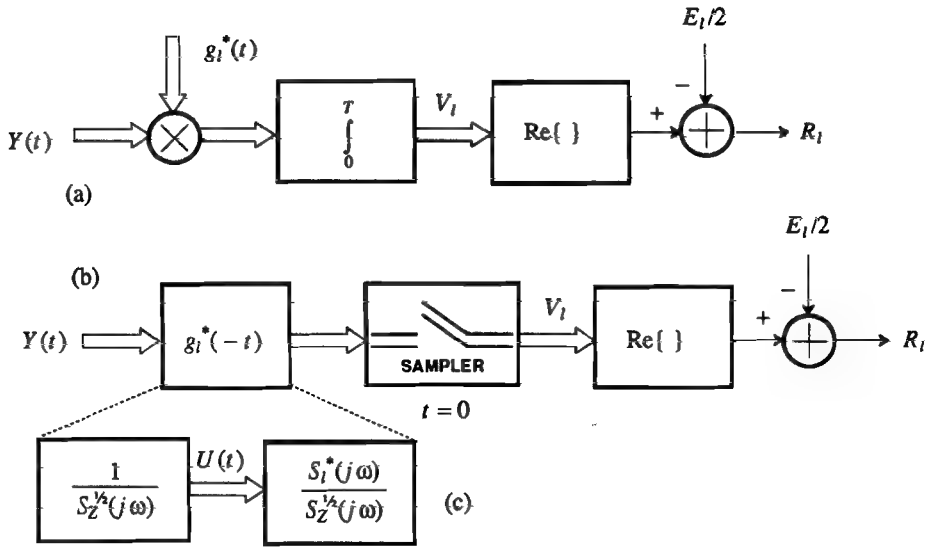 g_l^*(t)
E_l/2
Y(t)
T
∫
0
V_l
Re{ }
−
+
R_l
(a)
(b)
E_l/2
Y(t)
g_l^*(−t)
SAMPLER
V_l
Re{ }
−
+
R_l
t = 0
1 / S_Z^{½}(jω)
U(t)
S_l^*(jω) / S_Z^{½}(jω)
(c)